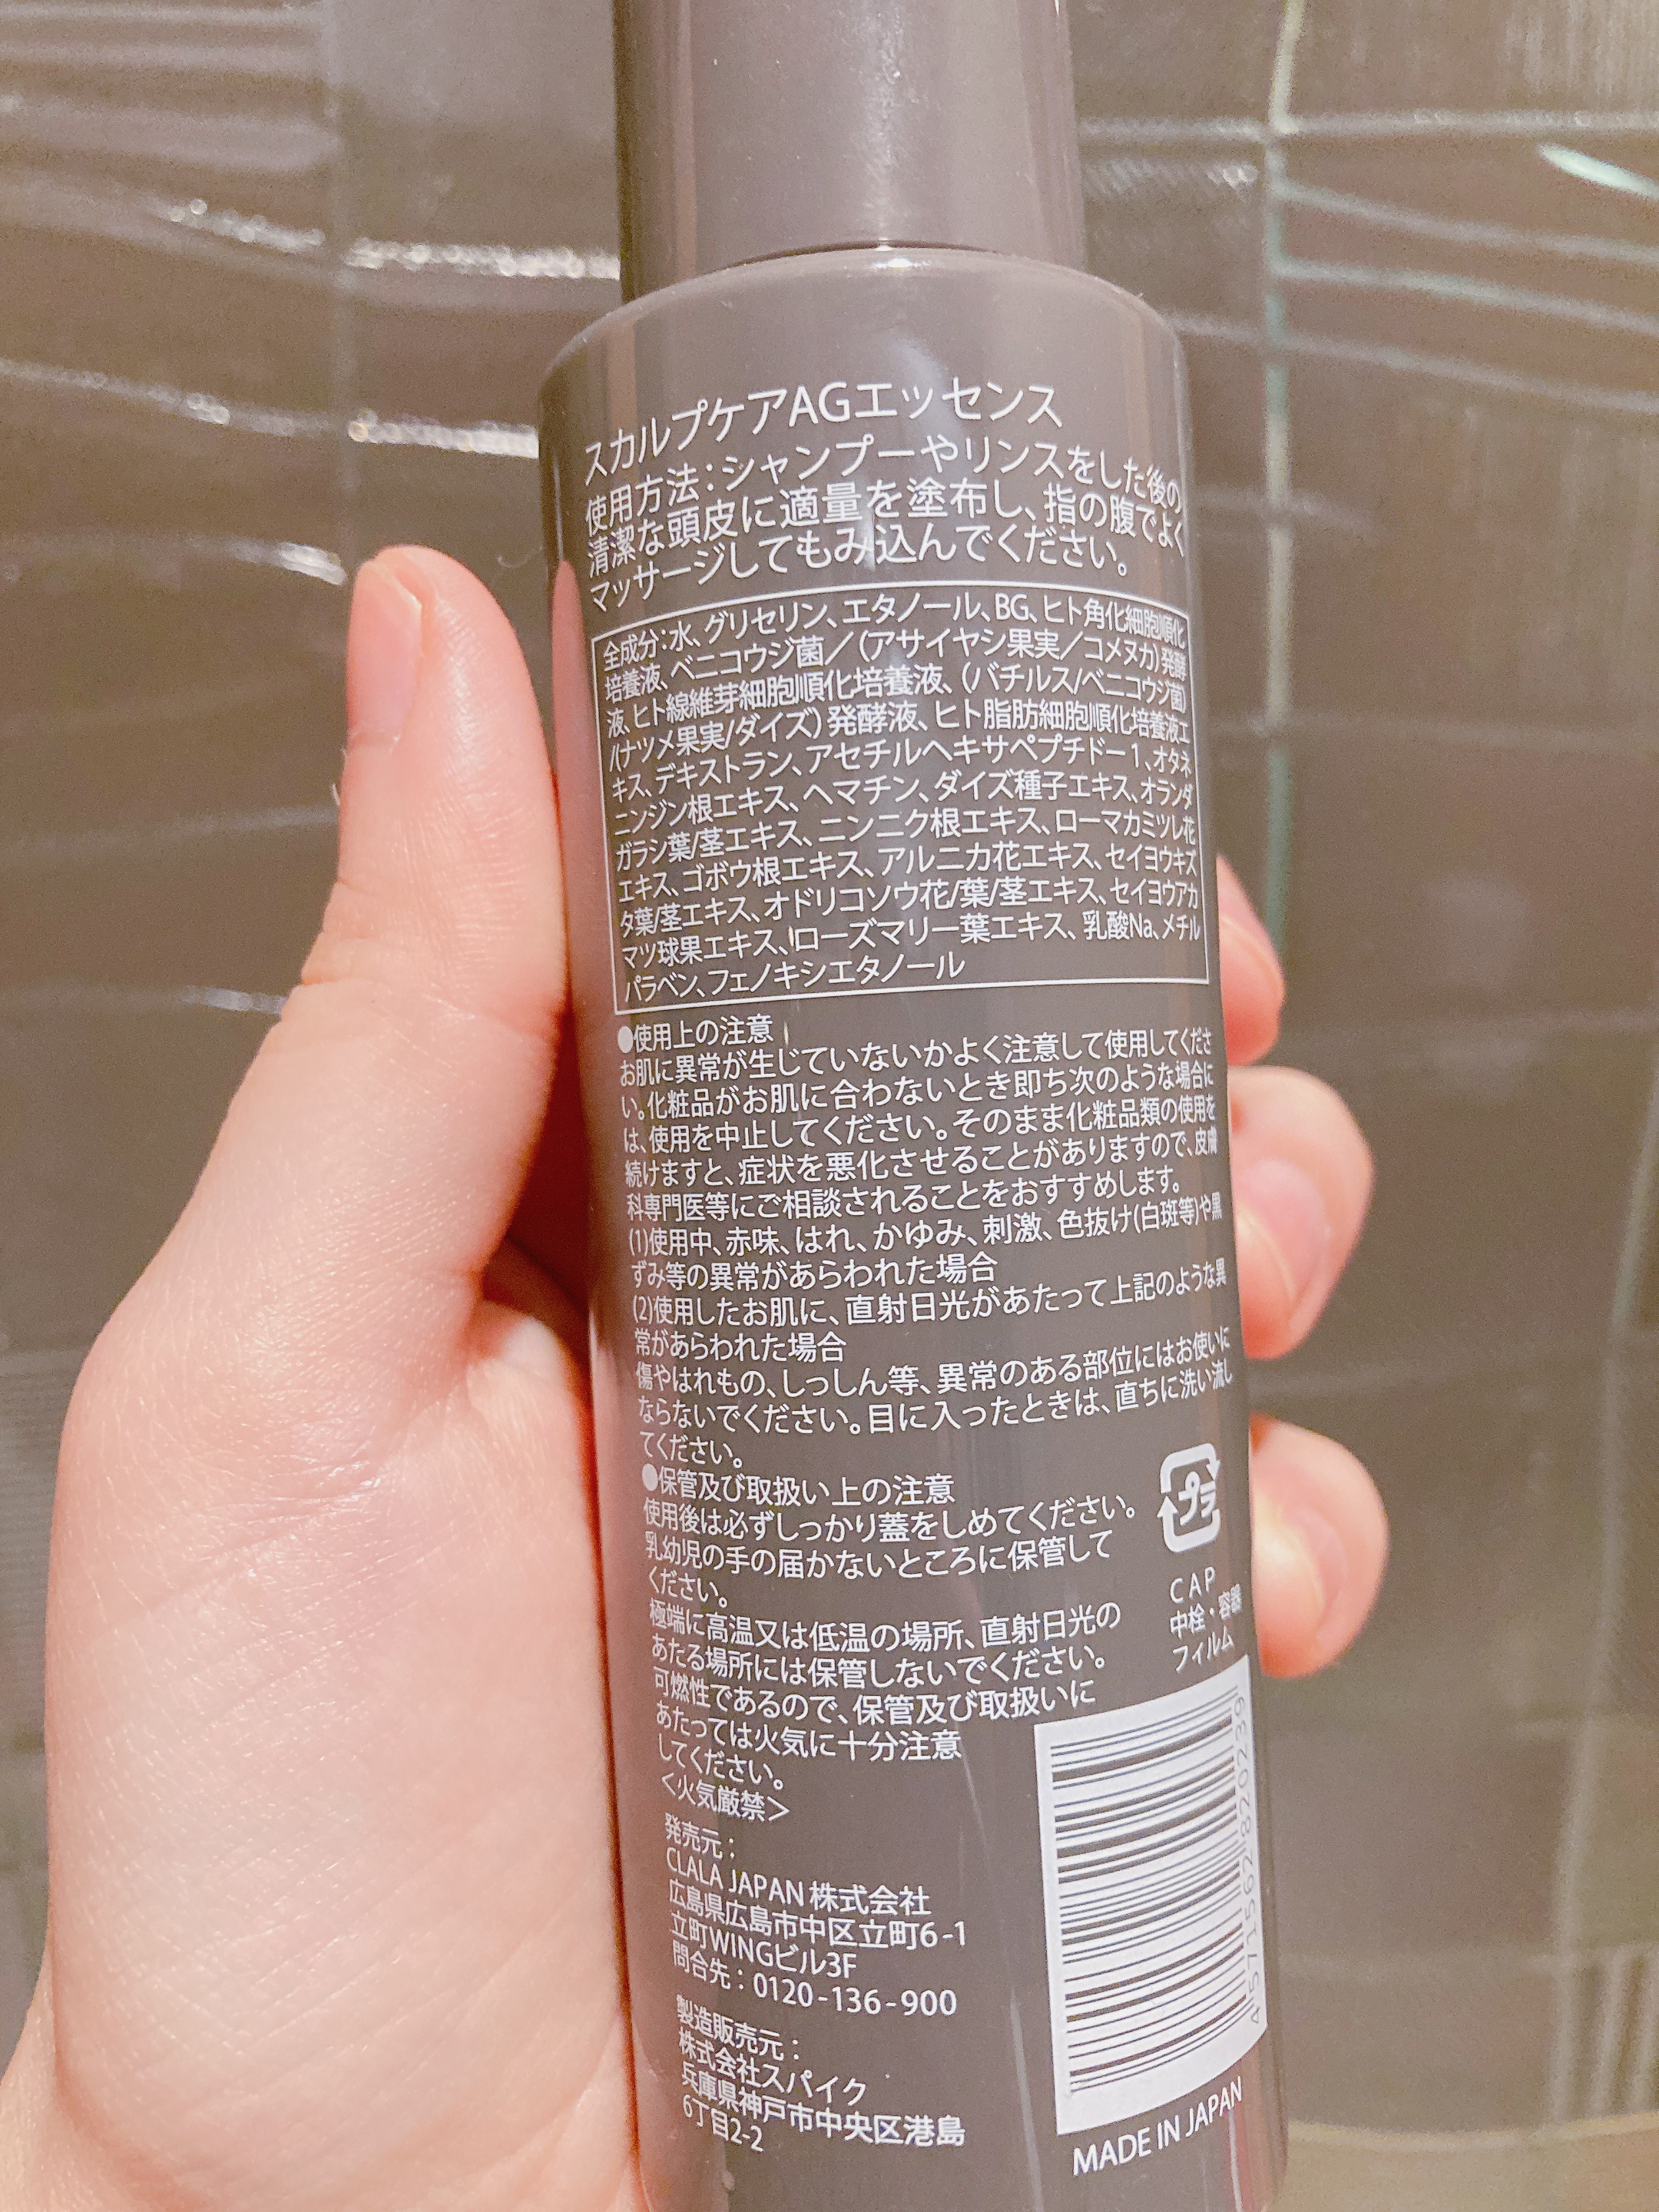 スカルプケアAGエッセンス
使用方法：シャンプーやリンスをした後の
清潔な頭皮に適量を塗布し、指の腹でよく
マッサージしてもみ込んでください。
全成分：水、グリセリン、エタノール、BG、ヒト角化細胞順化
培養液、ベニコウジ菌／(アサイヤシ果実／コメヌカ)発酵
液、ヒト線維芽細胞順化培養液、(バチルス/ベニコウジ菌)
/(ナツメ果実/ダイズ)発酵液、ヒト脂肪細胞順化培養液エ
キス、デキストラン、アセチルヘキサペプチドー1、オタネ
ニンジン根エキス、ヘマチン、ダイズ種子エキス、オランダ
ガラシ葉/茎エキス、ニンニク根エキス、ローマカミツレ花
エキス、ゴボウ根エキス、アルニカ花エキス、セイヨウキズ
タ葉/茎エキス、オドリコソウ花/葉/茎エキス、セイヨウアカ
マツ球果エキス、ローズマリー葉エキス、乳酸Na、メチル
パラベン、フェノキシエタノール
●使用上の注意
お肌に異常が生じていないかよく注意して使用してくださ
い。化粧品がお肌に合わないとき即ち次のような場合に
は、使用を中止してください。そのまま化粧品類の使用を
続けますと、症状を悪化させることがありますので、皮膚
科専門医等にご相談されることをおすすめします。
(1)使用中、赤味、はれ、かゆみ、刺激、色抜け(白斑等)や黒
ずみ等の異常があらわれた場合
(2)使用したお肌に、直射日光があたって上記のような異
常があらわれた場合
傷やはれもの、しっしん等、異常のある部位にはお使いに
ならないでください。目に入ったときは、直ちに洗い流し
てください。
●保管及び取扱い上の注意
使用後は必ずしっかり蓋をしめてください。
乳幼児の手の届かないところに保管して
ください。
極端に高温又は低温の場所、直射日光の
あたる場所には保管しないでください。
可燃性であるので、保管及び取扱いに
あたっては火気に十分注意
してください。
＜火気厳禁＞
プラ
CAP
中栓・容器
フィルム
発売元：
CLALA JAPAN 株式会社
広島県広島市中区立町6-1
立町WINGビル3F
問合先：0120-136-900
製造販売元：
株式会社スパイク
兵庫県神戸市中央区港島
6丁目2-2
4571562820239
MADE IN JAPAN